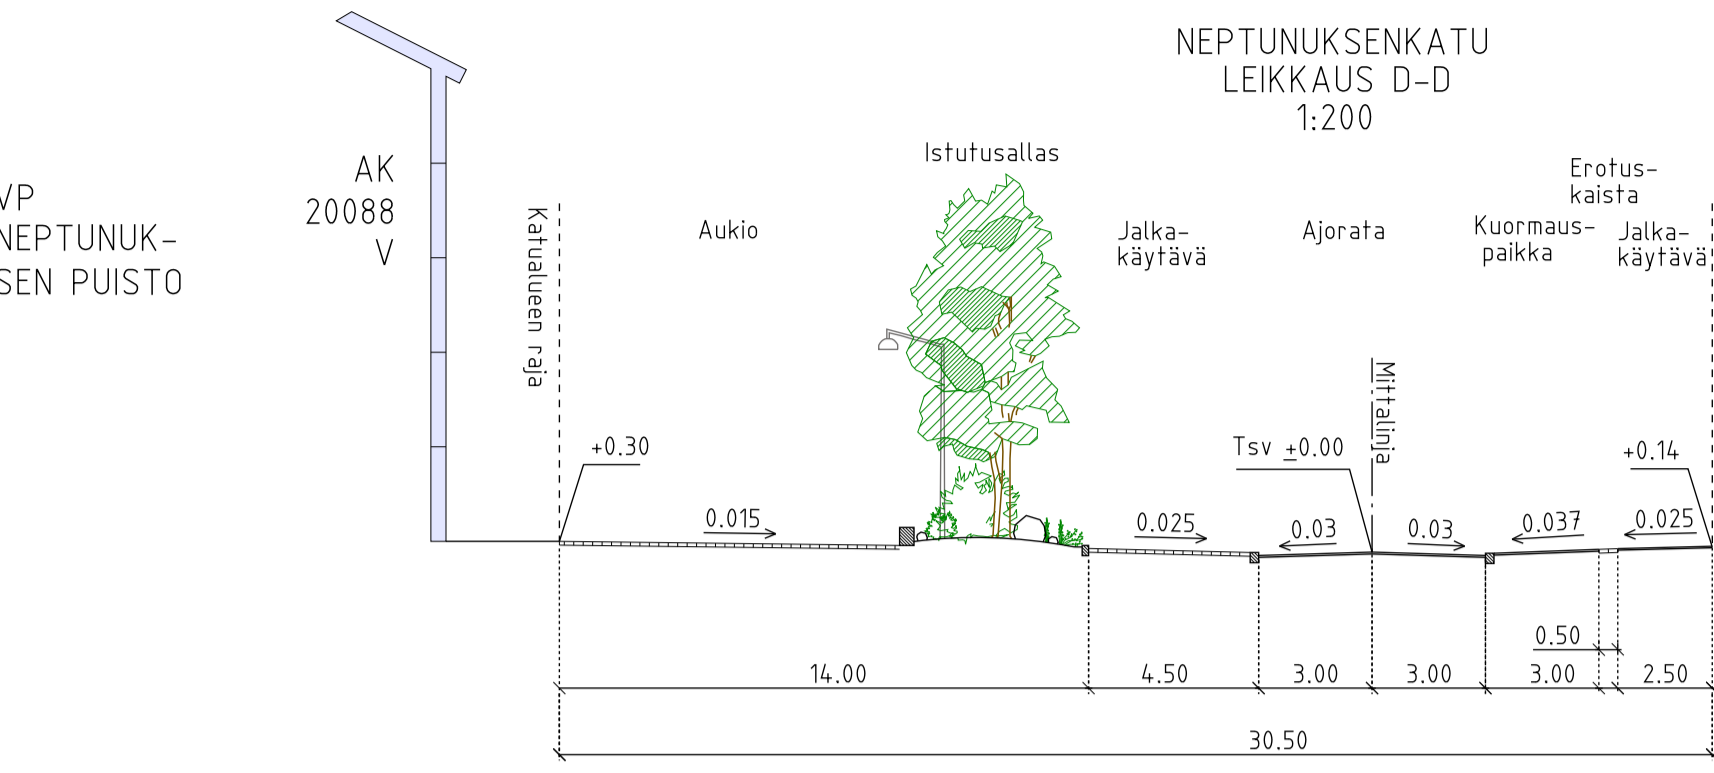 NEPTUNUKSENKATU
LEIKKAUS D-D
1:200
VP
NEPTUNUK-
SEN PUISTO
AK
20088
V
Katualueen raja
Aukio
Istutusallas
Jalka-
käytävä
Ajorata
Kuormaus-
paikka
Erotus-
kaista
Jalka-
käytävä
Mittalinja
+0.30
Tsv ±0.00
+0.14
0.015
0.025
0.03
0.03
0.037
0.025
0.50
14.00
4.50
3.00
3.00
3.00
2.50
30.50